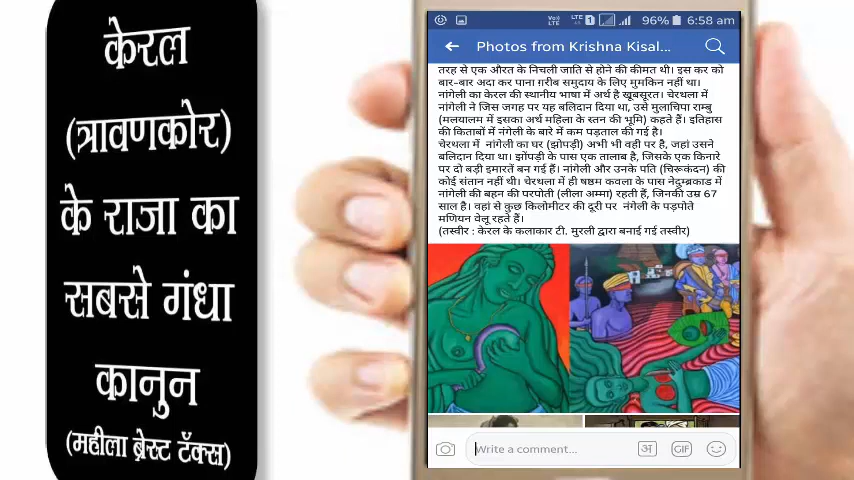 केरल
(त्रावणकोर)
के राजा का
सबसे गंधा
कानुन
(महीला ब्रेस्ट टॅक्स)
Vo))
LTE
LTE
1
96%
6:58 am
Photos from Krishna Kisal...
तरह से एक औरत के निचली जाति से होने की कीमत थी। इस कर को
बार-बार अदा कर पाना ग़रीब समुदाय के लिए मुमकिन नहीं था।
नांगेली का केरल की स्थानीय भाषा में अर्थ है खूबसूरत। चेरथला में
नांगेली ने जिस जगह पर यह बलिदान दिया था, उसे मुलाचिपा राम्बु
(मलयालम में इसका अर्थ महिला के स्तन की भूमि) कहते हैं। इतिहास
की किताबों में नंगेली के बारे में कम पड़ताल की गई है।
चेरथला में नांगेली का घर (झोपड़ी) अभी भी वही पर है, जहां उसने
बलिदान दिया था। झोंपड़ी के पास एक तालाब है, जिसके एक किनारे
पर दो बड़ी इमारतें बन गई हैं। नांगेली और उनके पति (चिरूकंदन) की
कोई संतान नहीं थी। चेरथला में ही षष्ठम कवला के पास नेदुम्ब्रकाड में
नांगेली की बहन की परपोती (लीला अम्मा) रहती हैं, जिनकी उम्र 67
साल है। वहां से कुछ किलोमीटर की दूरी पर नंगेली के पड़पोते
मणियन वेलू रहते हैं।
(तस्वीर : केरल के कलाकार टी. मुरली द्वारा बनाई गई तस्वीर)
Write a comment...
अ
GIF